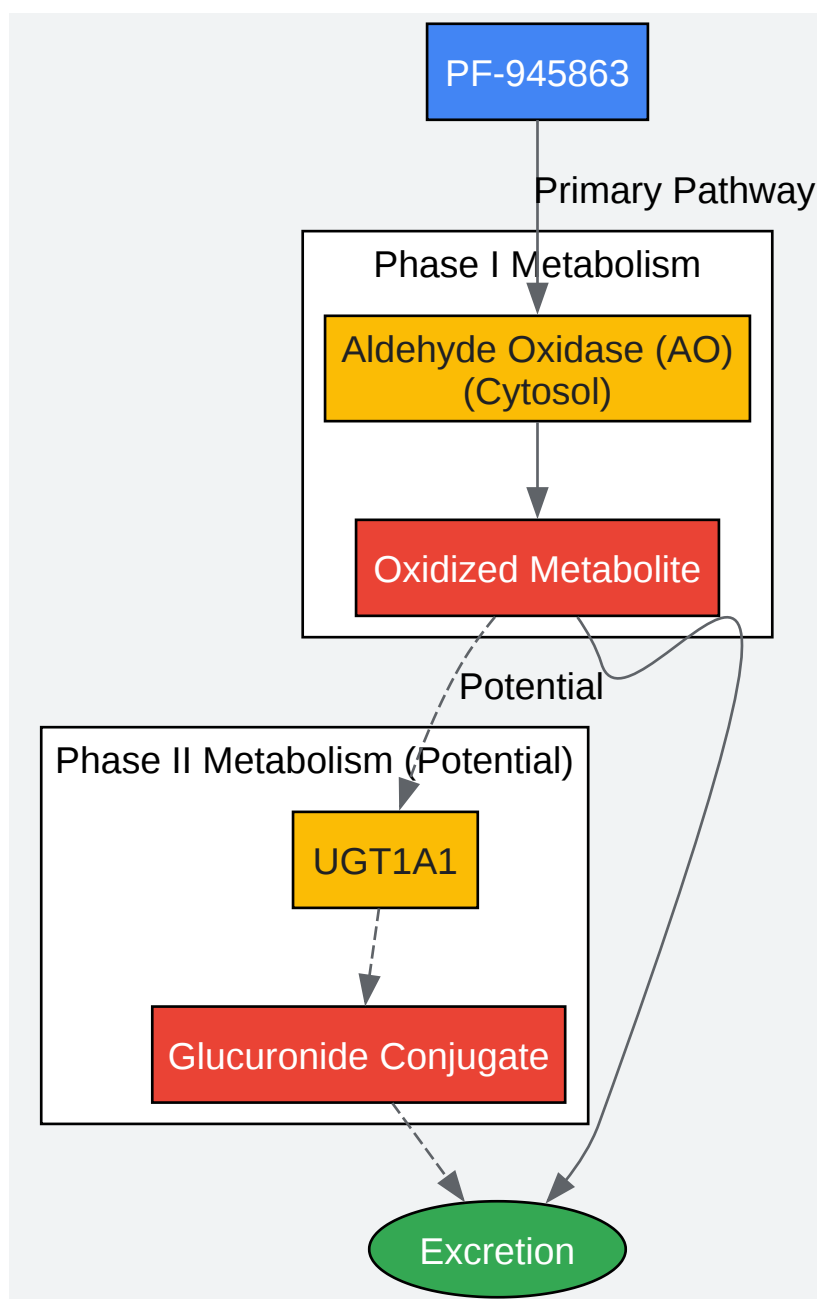 PF-945863
Primary Pathway
Phase I Metabolism
Aldehyde Oxidase (AO)
(Cytosol)
Oxidized Metabolite
Potential
Phase II Metabolism (Potential)
UGT1A1
Glucuronide Conjugate
Excretion